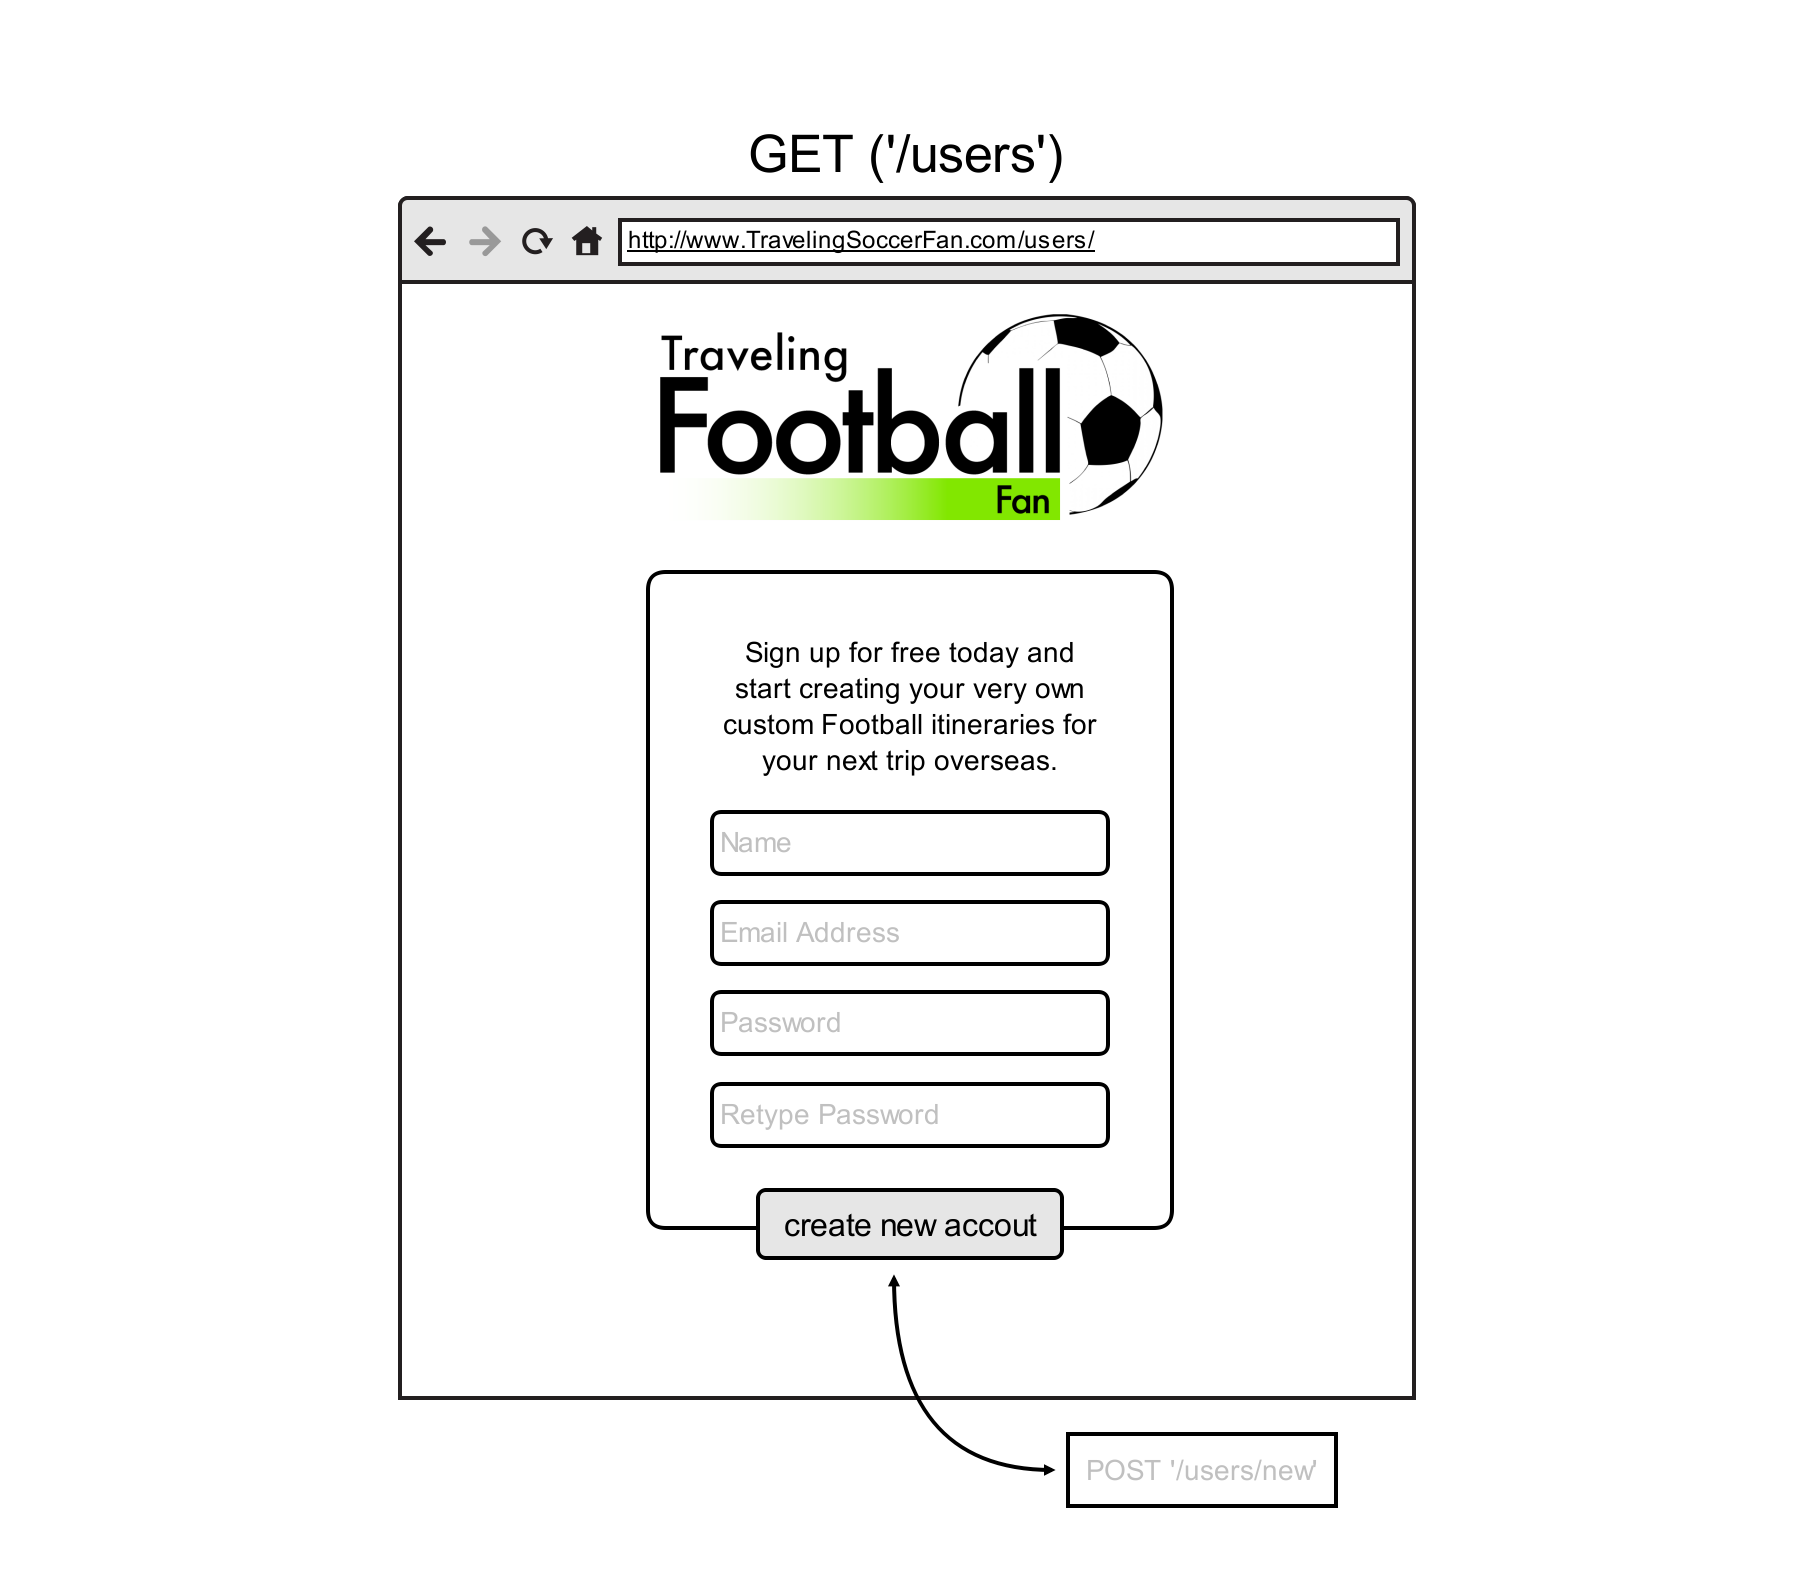 GET ('/users')
http://www.TravelingSoccerFan.com/users/
Traveling
Football
Fan
Sign up for free today and
start creating your very own
custom Football itineraries for
your next trip overseas.
Name
Email Address
Password
Retype Password
create new accout
POST '/users/new'